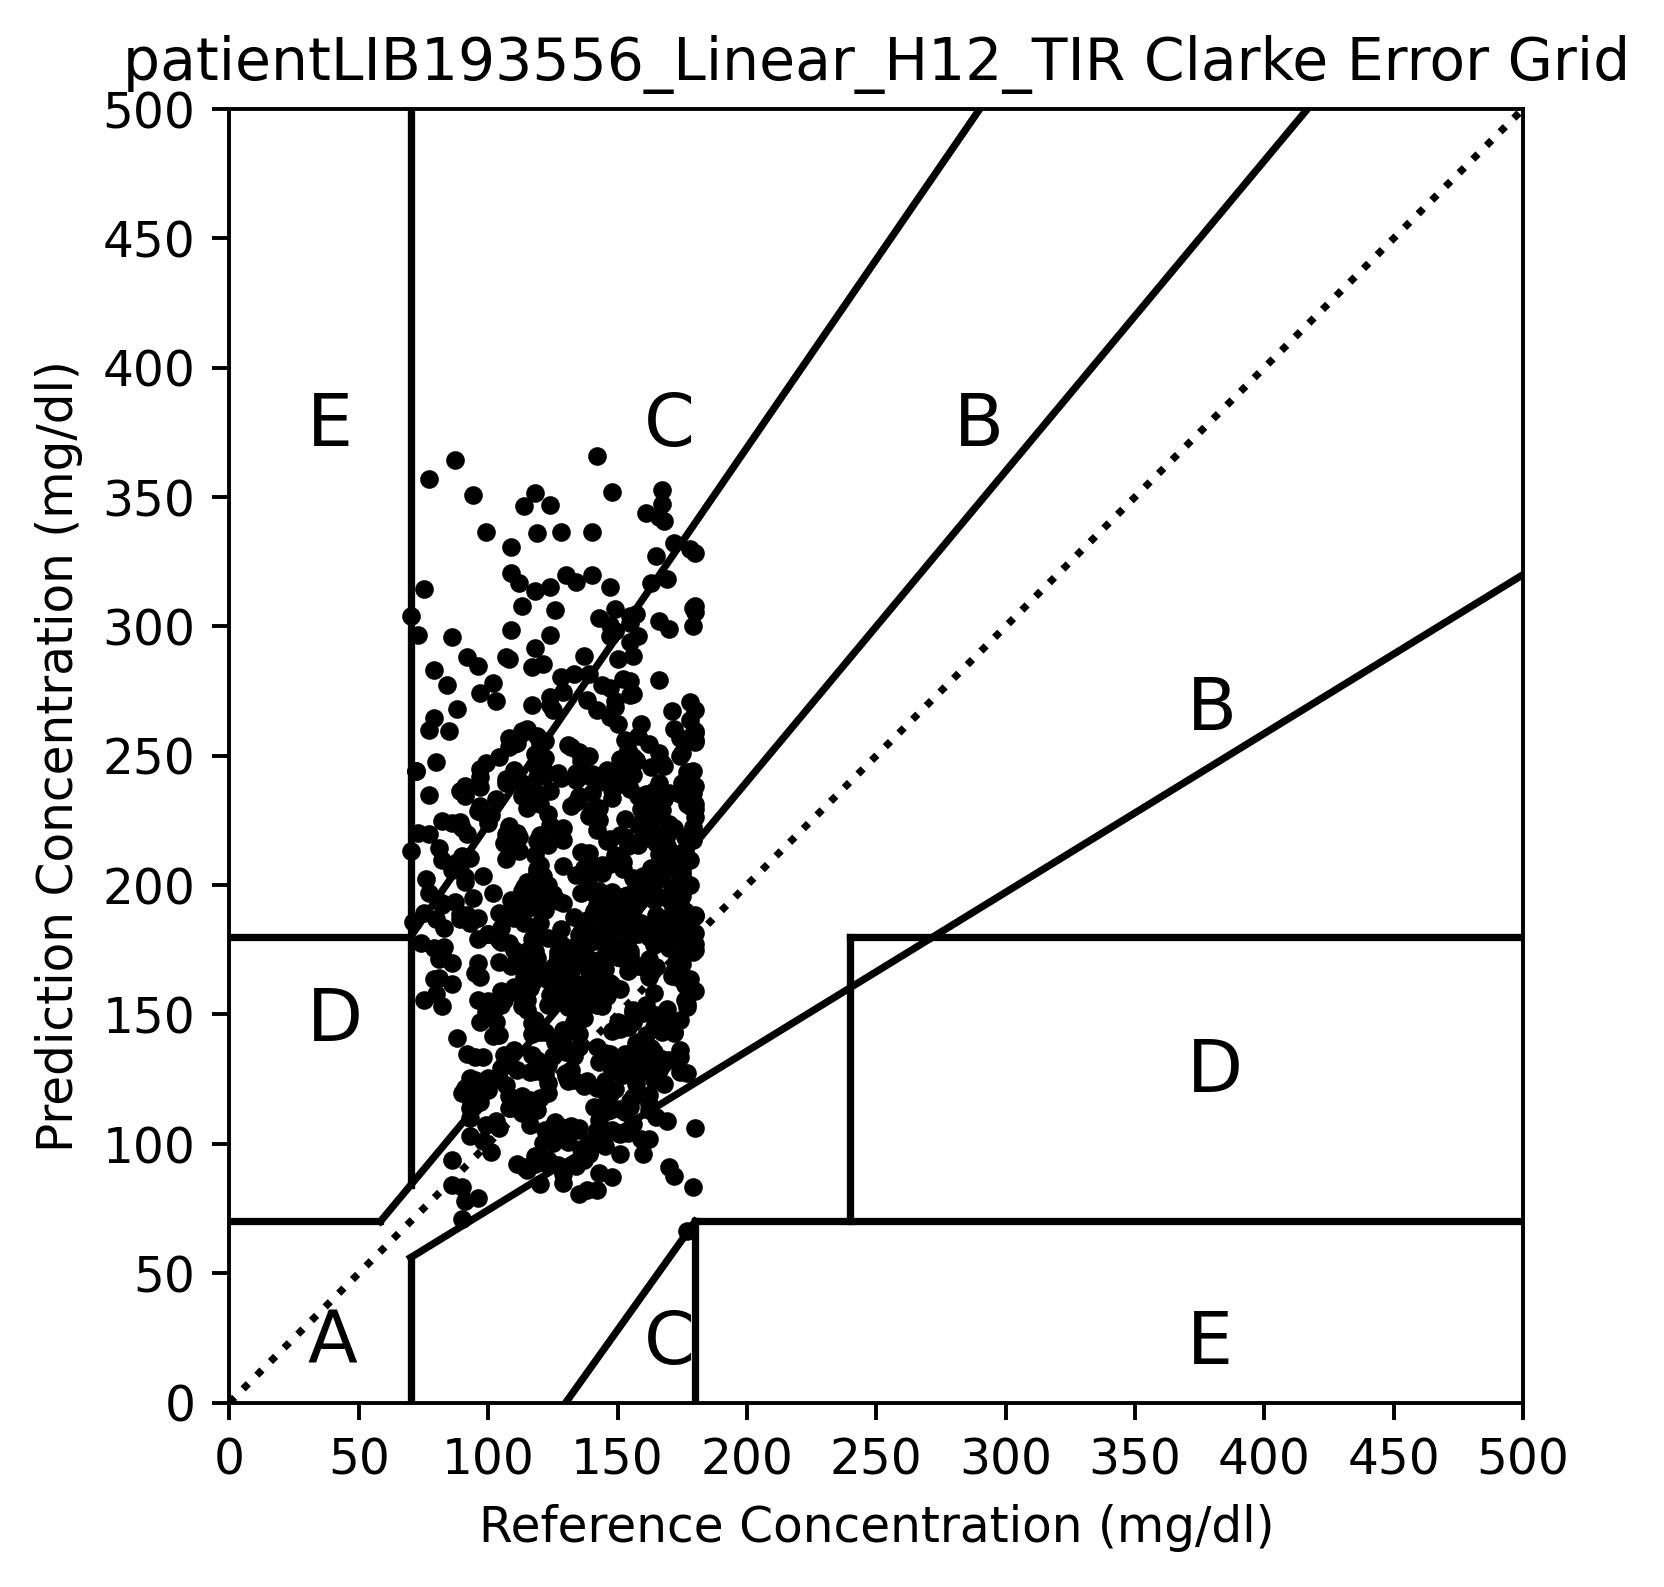 patientLIB193556_Linear_H12_TIR Clarke Error Grid
500
450
400
350
300
250
200
150
100
50
0
Prediction Concentration (mg/dl)
E
C
B
B
D
D
A
C
E
0 50 100 150 200 250 300 350 400 450 500
Reference Concentration (mg/dl)